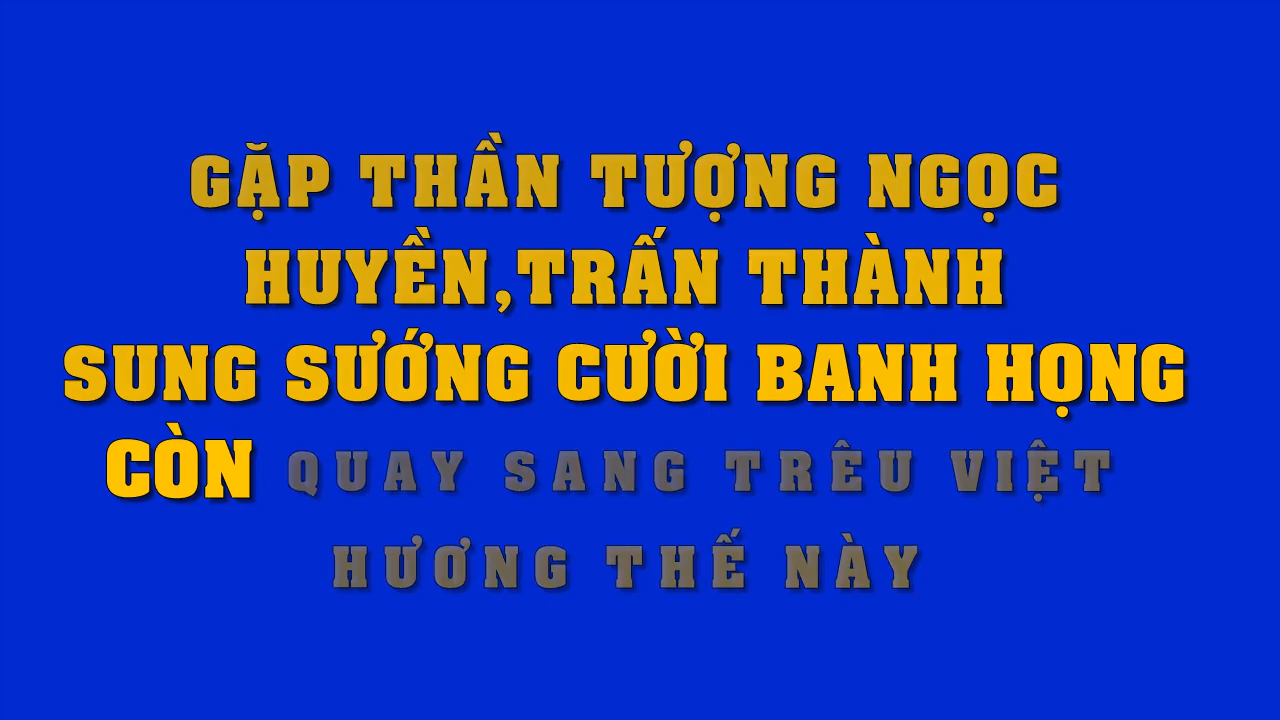 GẶP THẦN TƯỢNG NGỌC
HUYỀN,TRẤN THÀNH
SUNG SƯỚNG CƯỜI BANH HỌNG
CÒN QUAY SANG TRÊU VIỆT
HƯƠNG THẾ NÀY